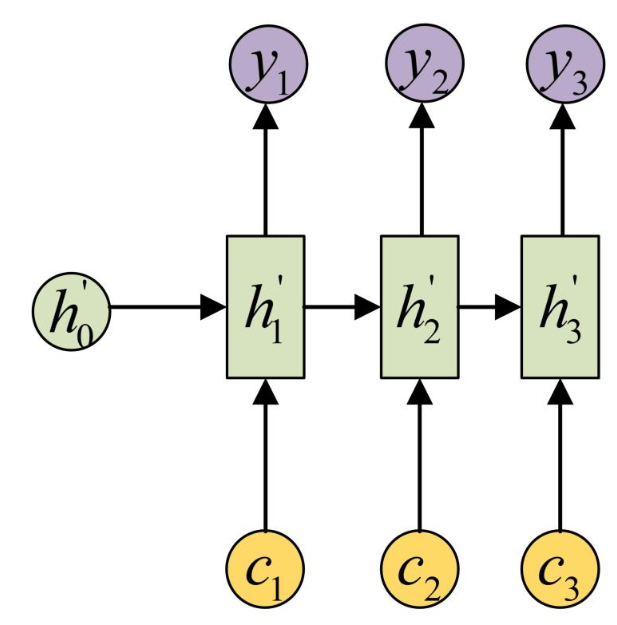 y₁ y₂ y₃
h'₀ h'₁ h'₂ h'₃
c₁ c₂ c₃